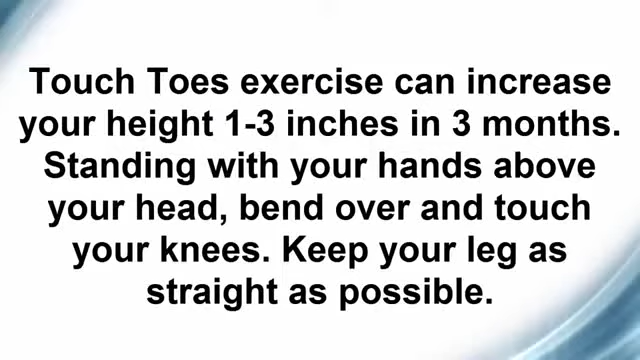 Touch Toes exercise can increase
your height 1-3 inches in 3 months.
Standing with your hands above
your head, bend over and touch
your knees. Keep your leg as
straight as possible.